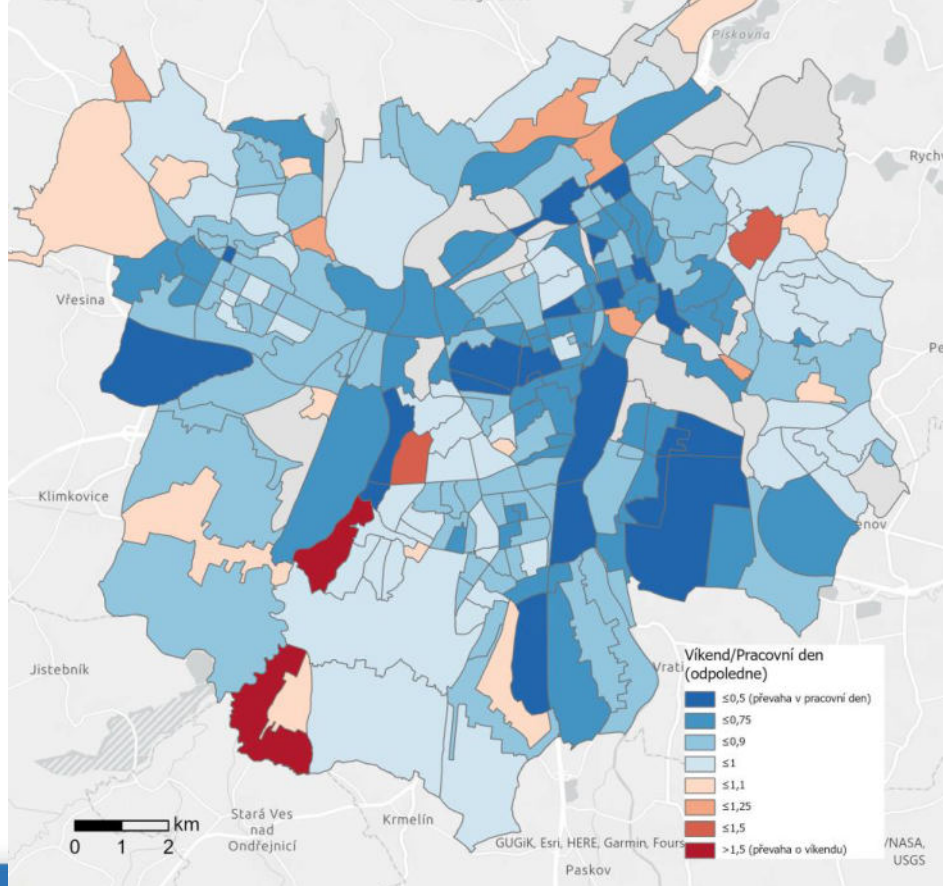 Pískovna
Rychv
Vřesina
Pe
Klimkovice
enov
Jistebník
Vrati
Víkend/Pracovní den
(odpoledne)
≤0,5 (převaha v pracovní den)
≤0,75
≤0,9
≤1
≤1,1
≤1,25
≤1,5
>1,5 (převaha o víkendu)
km
0 1 2
Stará Ves
nad
Ondřejnicí
Krmelín
GUGiK, Esri, HERE, Garmin, Fours
/NASA,
USGS
Paskov